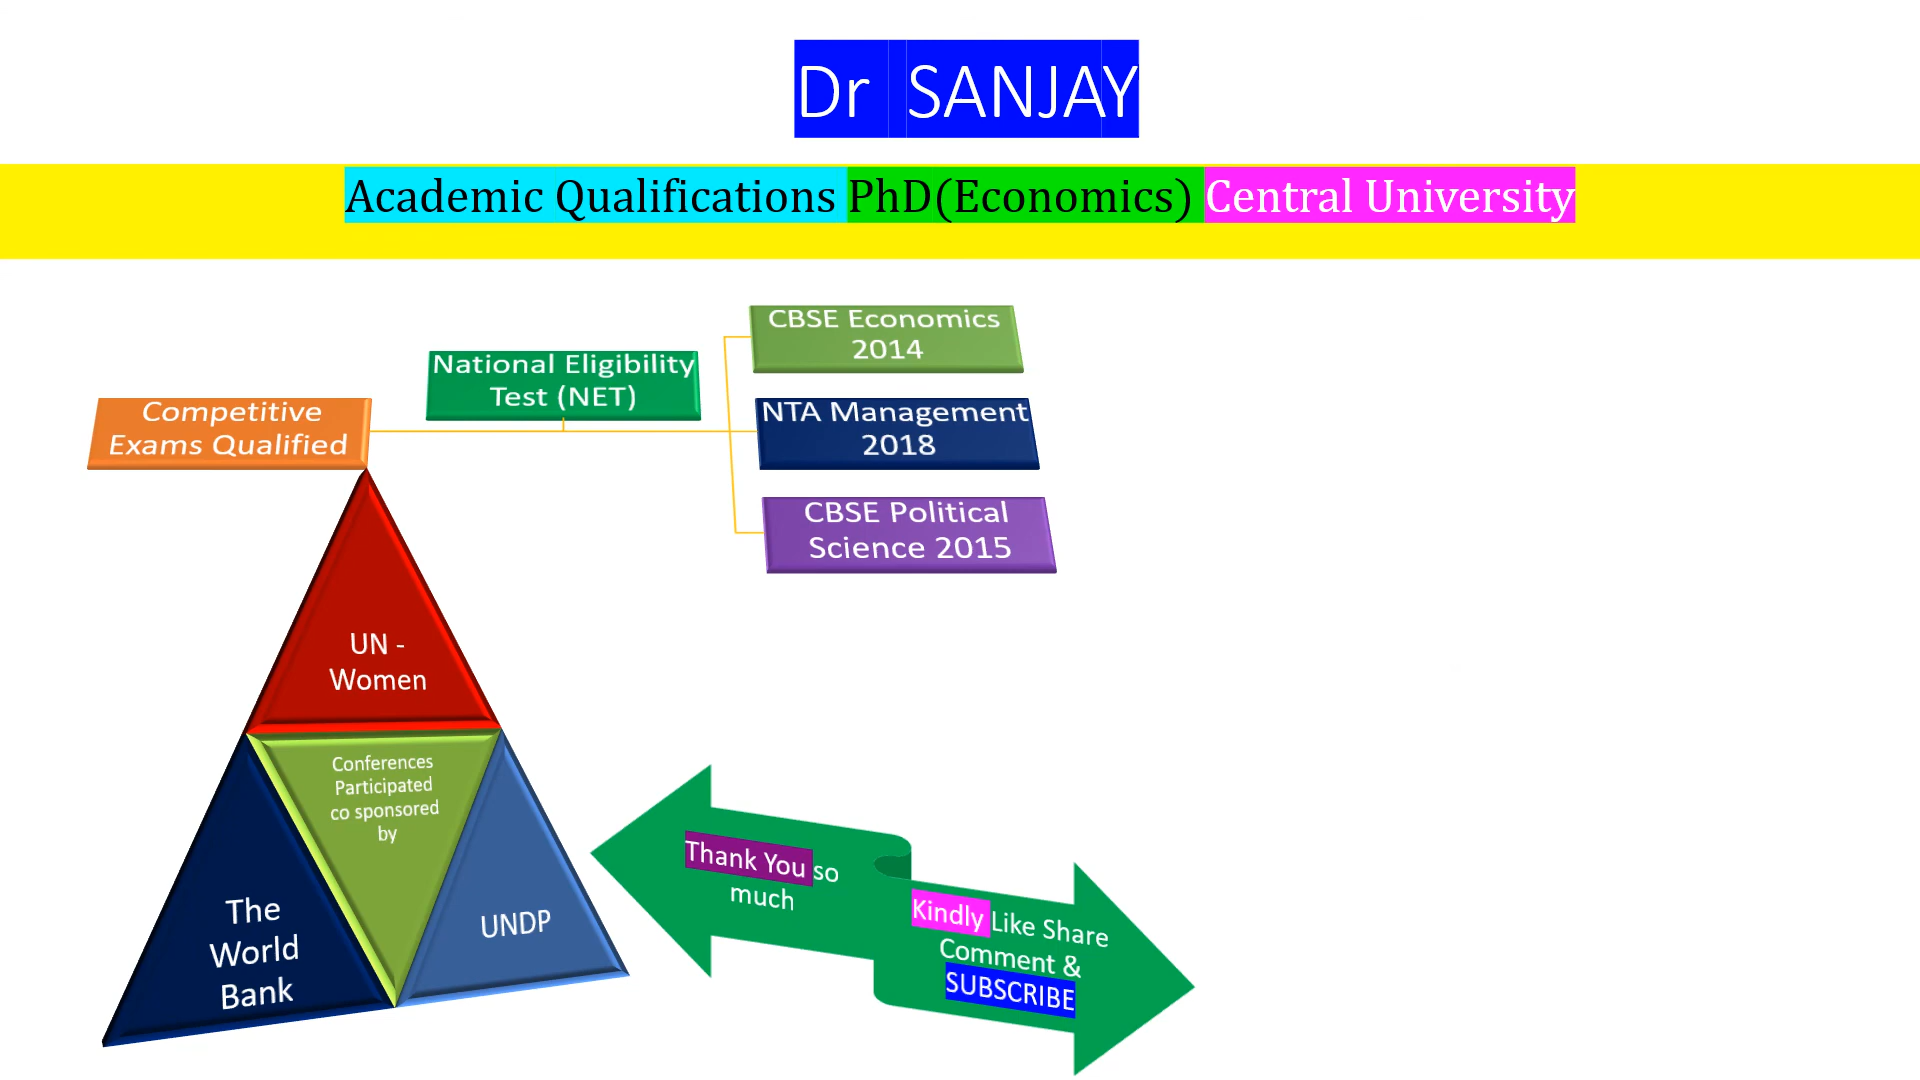 Dr SANJAY
Academic Qualifications PhD(Economics) Central University
CBSE Economics
2014
National Eligibility
Test (NET)
Competitive
Exams Qualified
NTA Management
2018
CBSE Political
Science 2015
UN -
Women
Conferences
Participated
co sponsored
by
The
World
Bank
UNDP
Thank You so
much
Kindly Like Share
Comment &
SUBSCRIBE